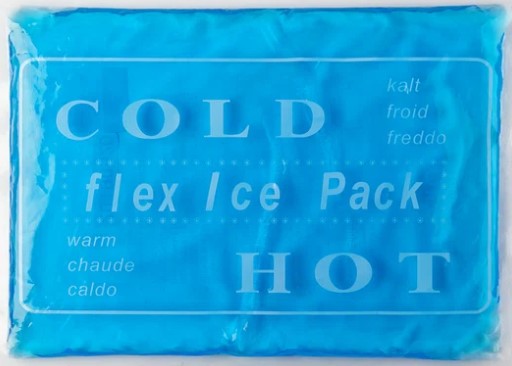 COLD
kalt
froid
freddo
flex Ice Pack
warm
chaude
caldo
HOT